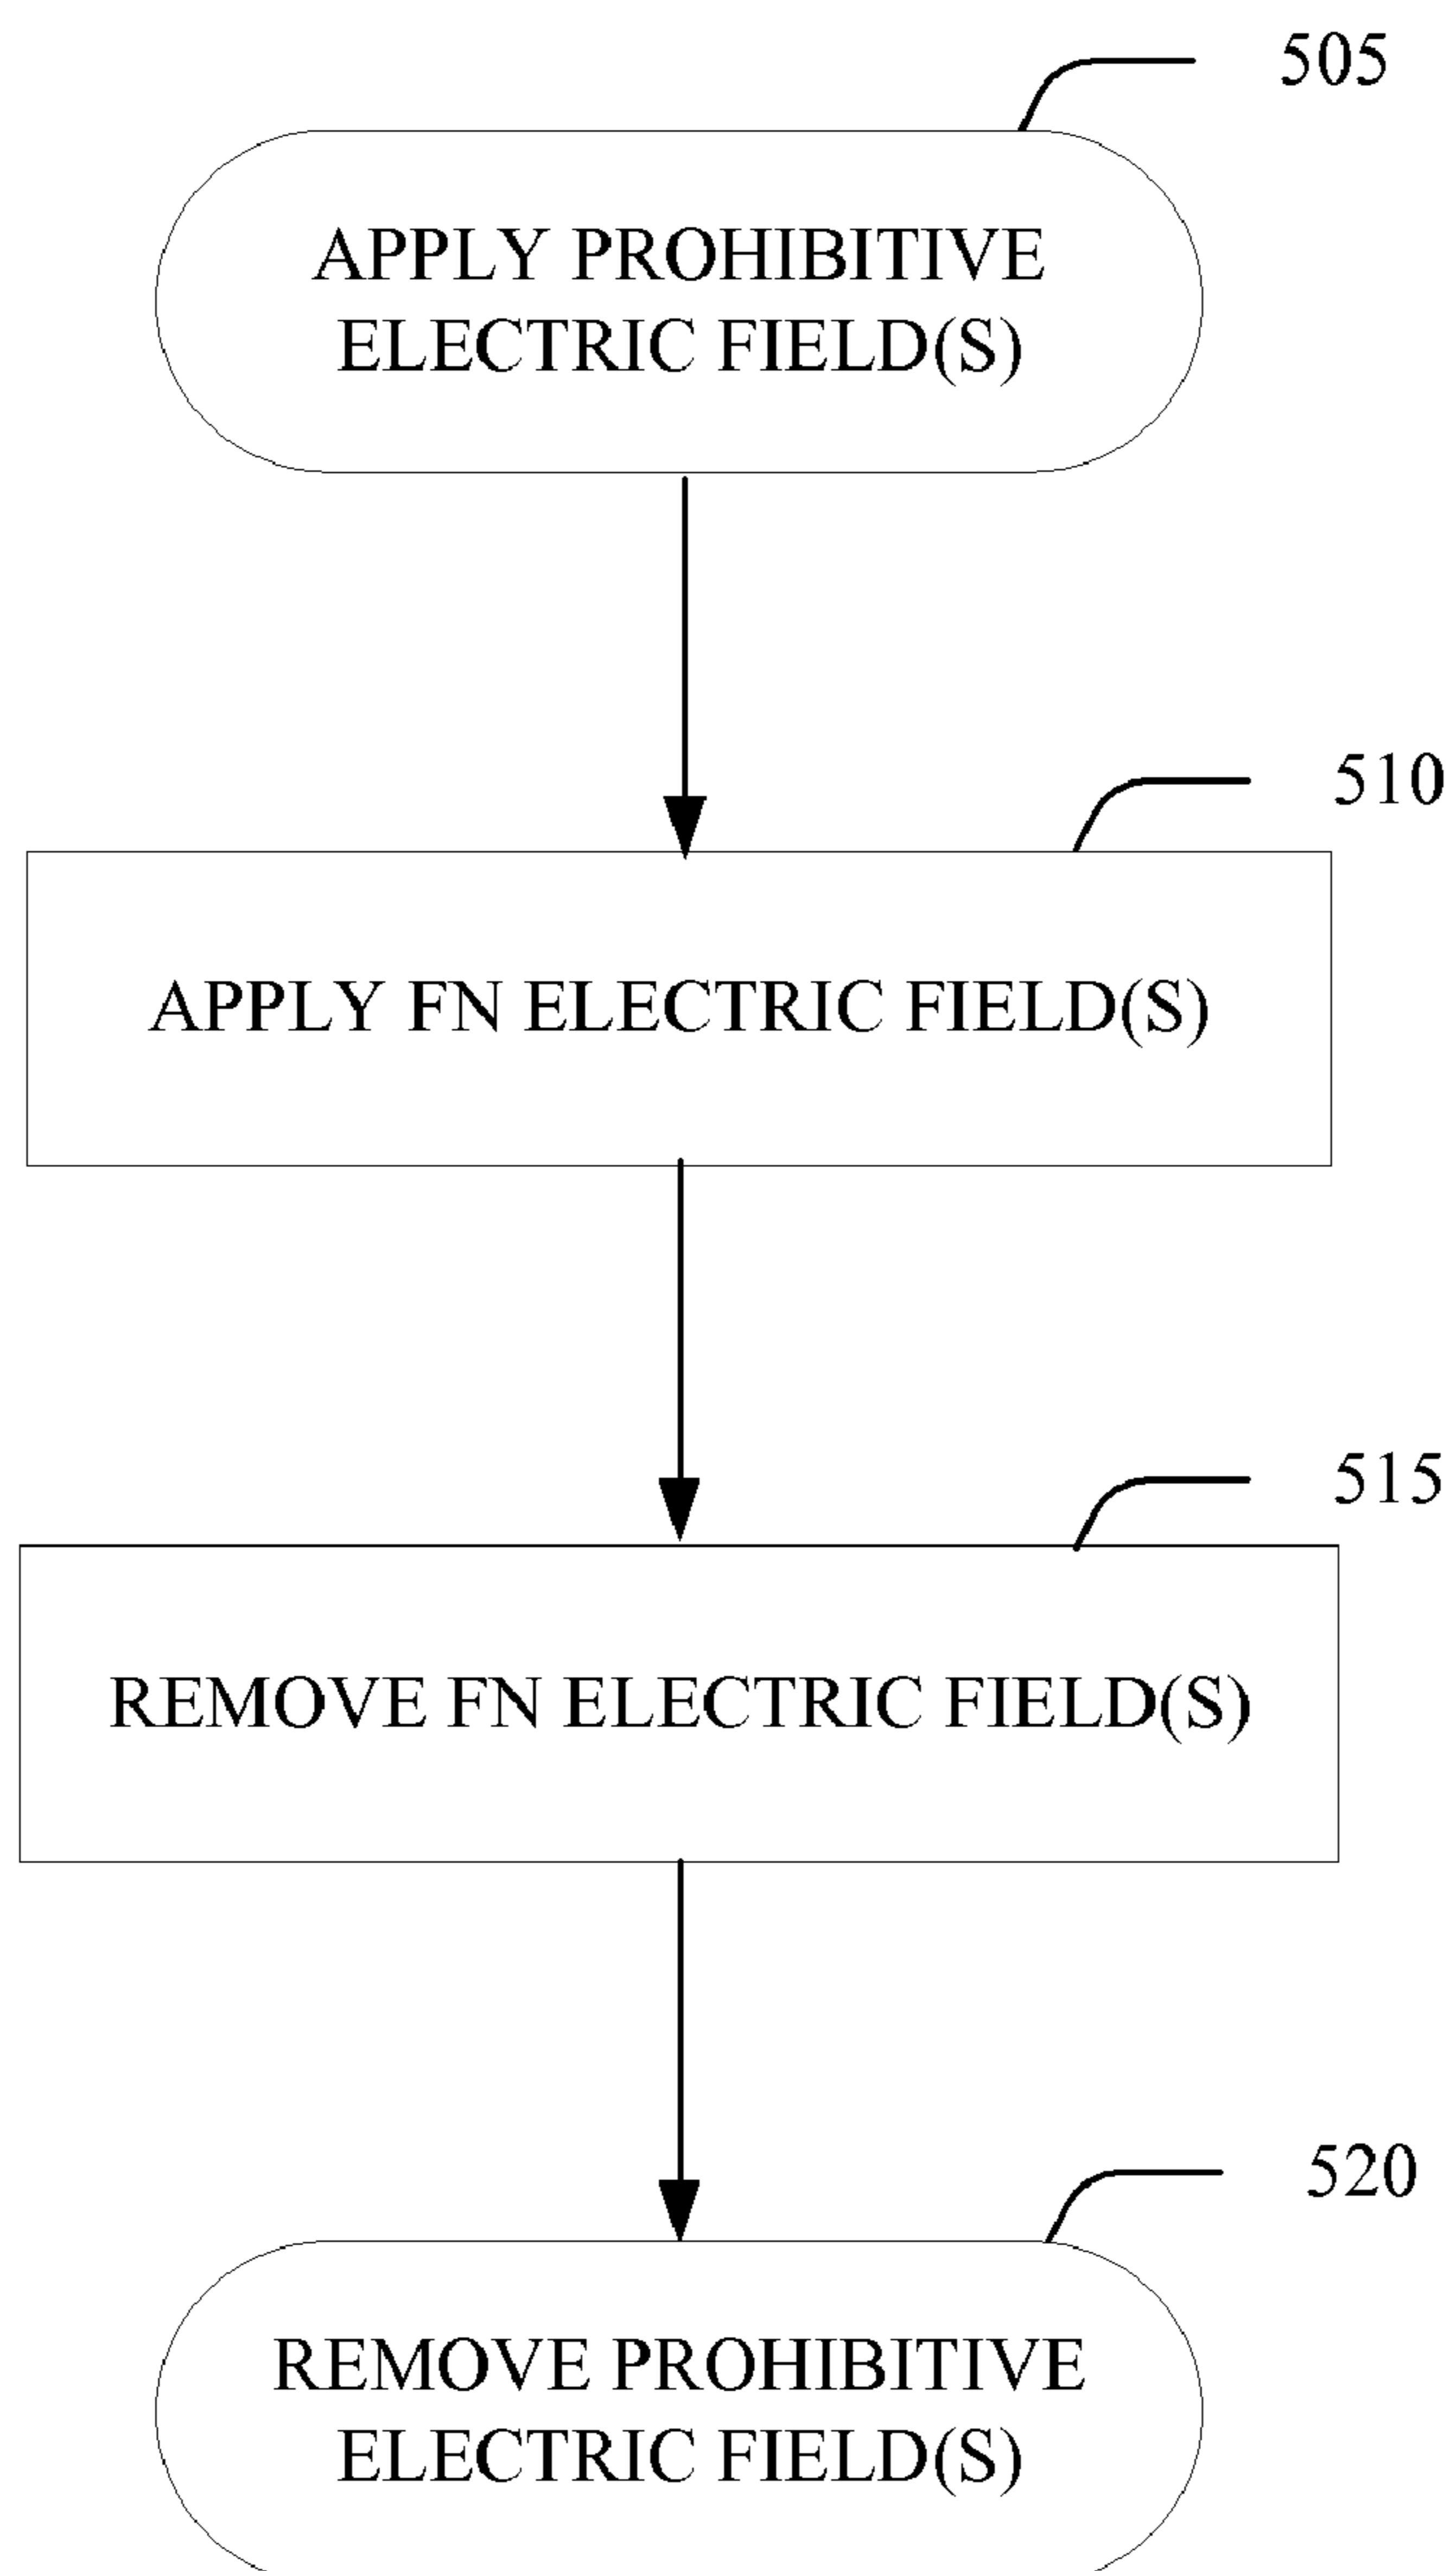 505
APPLY PROHIBITIVE
ELECTRIC FIELD(S)
510
APPLY FN ELECTRIC FIELD(S)
515
REMOVE FN ELECTRIC FIELD(S)
520
REMOVE PROHIBITIVE
ELECTRIC FIELD(S)